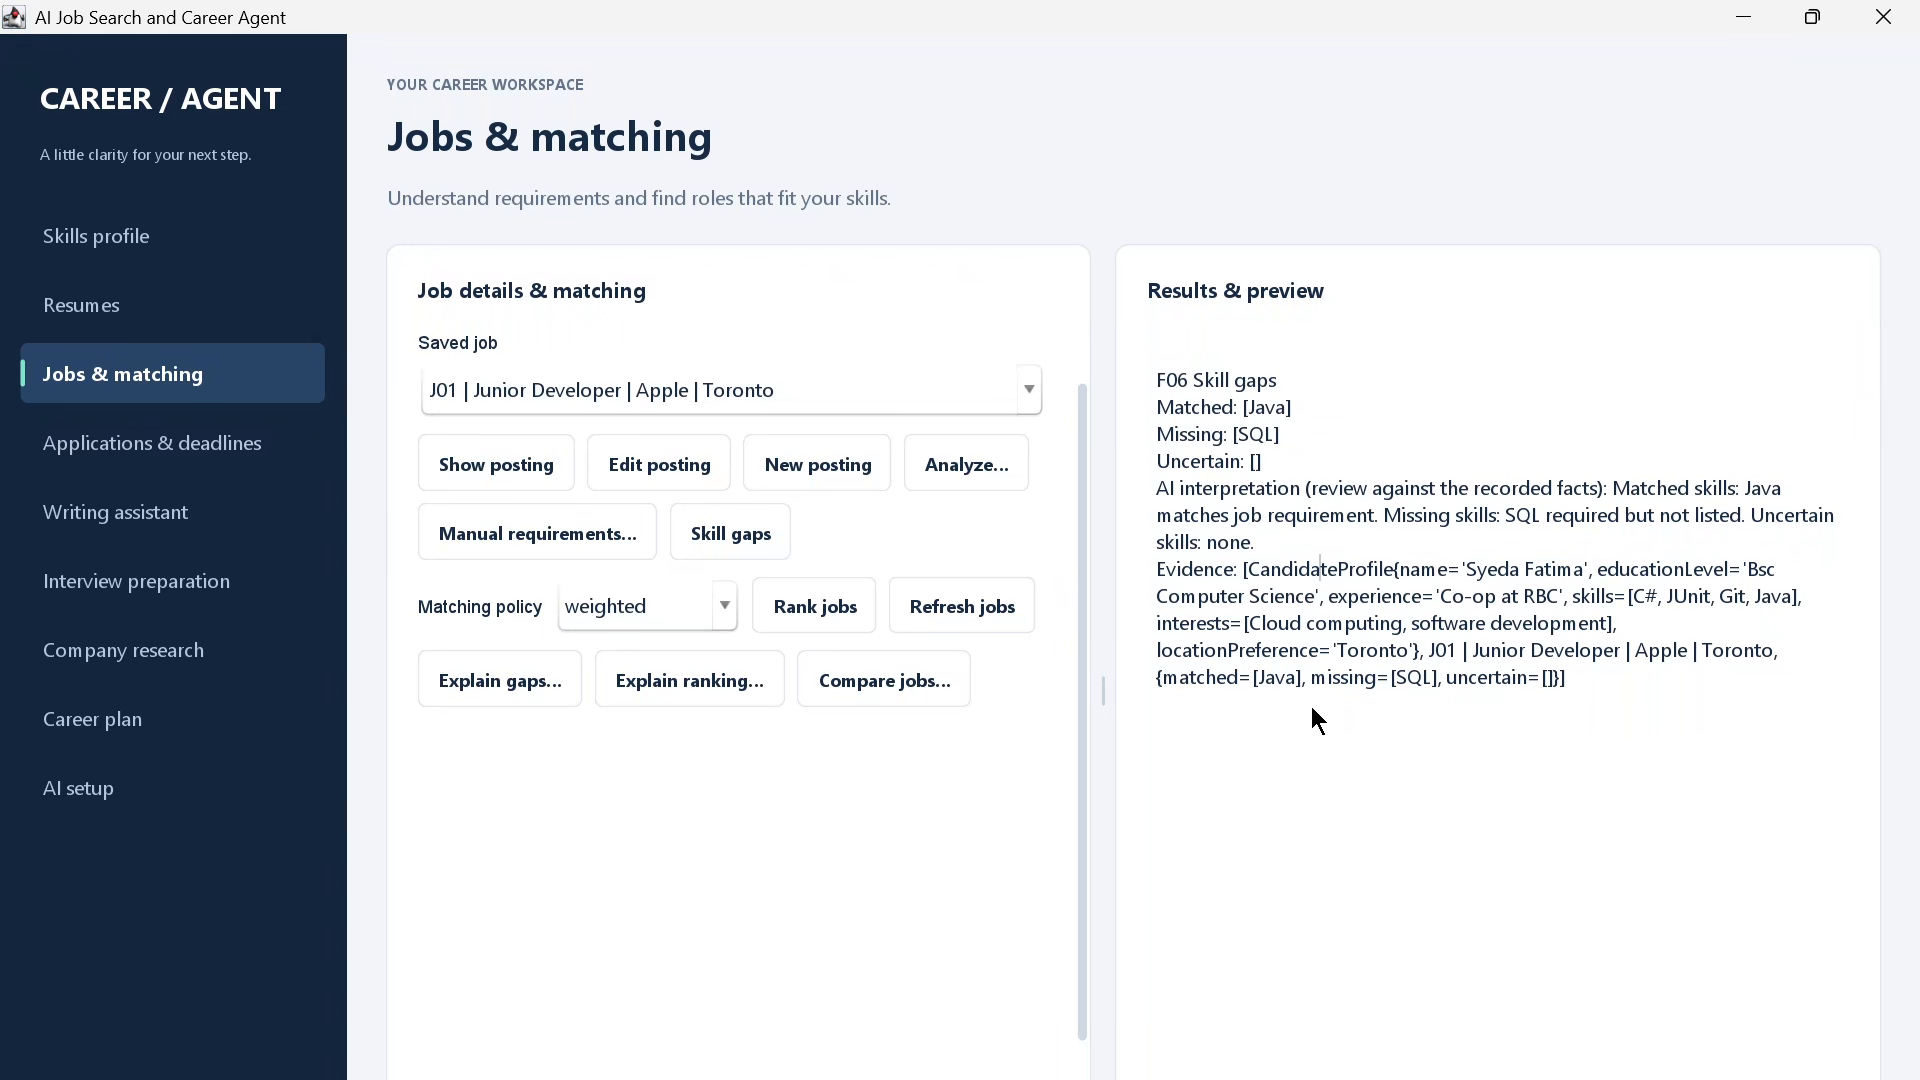 AI Job Search and Career Agent
CAREER / AGENT
A little clarity for your next step.
Skills profile
Resumes
Jobs & matching
Applications & deadlines
Writing assistant
Interview preparation
Company research
Career plan
AI setup
YOUR CAREER WORKSPACE
Jobs & matching
Understand requirements and find roles that fit your skills.
Job details & matching
Saved job
J01 | Junior Developer | Apple | Toronto
Show posting
Edit posting
New posting
Analyze...
Manual requirements...
Skill gaps
Matching policy
weighted
Rank jobs
Refresh jobs
Explain gaps...
Explain ranking...
Compare jobs...
Results & preview
F06 Skill gaps
Matched: [Java]
Missing: [SQL]
Uncertain: []
AI interpretation (review against the recorded facts): Matched skills: Java
matches job requirement. Missing skills: SQL required but not listed. Uncertain
skills: none.
Evidence: [CandidateProfile{name='Syeda Fatima', educationLevel='Bsc
Computer Science', experience='Co-op at RBC', skills=[C#, JUnit, Git, Java],
interests=[Cloud computing, software development],
locationPreference='Toronto'}, J01 | Junior Developer | Apple | Toronto,
{matched=[Java], missing=[SQL], uncertain=[]}]